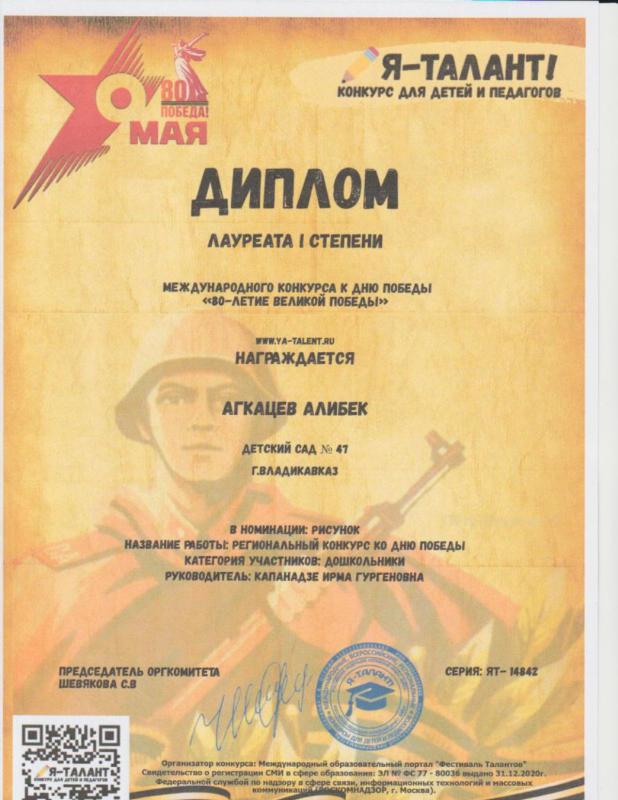 9
80
ПОБЕДА!
МАЯ
Я-ТАЛАНТ!
КОНКУРС ДЛЯ ДЕТЕЙ И ПЕДАГОГОВ
ДИПЛОМ
ЛАУРЕАТА I СТЕПЕНИ
МЕЖДУНАРОДНОГО КОНКУРСА К ДНЮ ПОБЕДЫ
«80-ЛЕТИЕ ВЕЛИКОЙ ПОБЕДЫ»
WWW.YA-TALENT.RU
НАГРАЖДАЕТСЯ
АГКАЦЕВ АЛИБЕК
ДЕТСКИЙ САД № 47
Г.ВЛАДИКАВКАЗ
В НОМИНАЦИИ: РИСУНОК
НАЗВАНИЕ РАБОТЫ: РЕГИОНАЛЬНЫЙ КОНКУРС КО ДНЮ ПОБЕДЫ
КАТЕГОРИЯ УЧАСТНИКОВ: ДОШКОЛЬНИКИ
РУКОВОДИТЕЛЬ: КАПАНАДЗЕ ИРМА ГУРГЕНОВНА
ПРЕДСЕДАТЕЛЬ ОРГКОМИТЕТА
ШЕВЯКОВА С.В
СЕРИЯ: ЯТ- 14842
Я-ТАЛАНТ!
Я-ТАЛАНТ!
КОНКУРС ДЛЯ ДЕТЕЙ И ПЕДАГОГОВ
Организатор конкурса: Международный образовательный портал "Фестиваль Талантов"
Свидетельство о регистрации СМИ в сфере образования: ЭЛ № ФС 77 - 80036 выдано 31.12.2020г.
Федеральной службой по надзору в сфере связи, информационных технологий и массовых
коммуникаций (РОСКОМНАДЗОР, г. Москва).